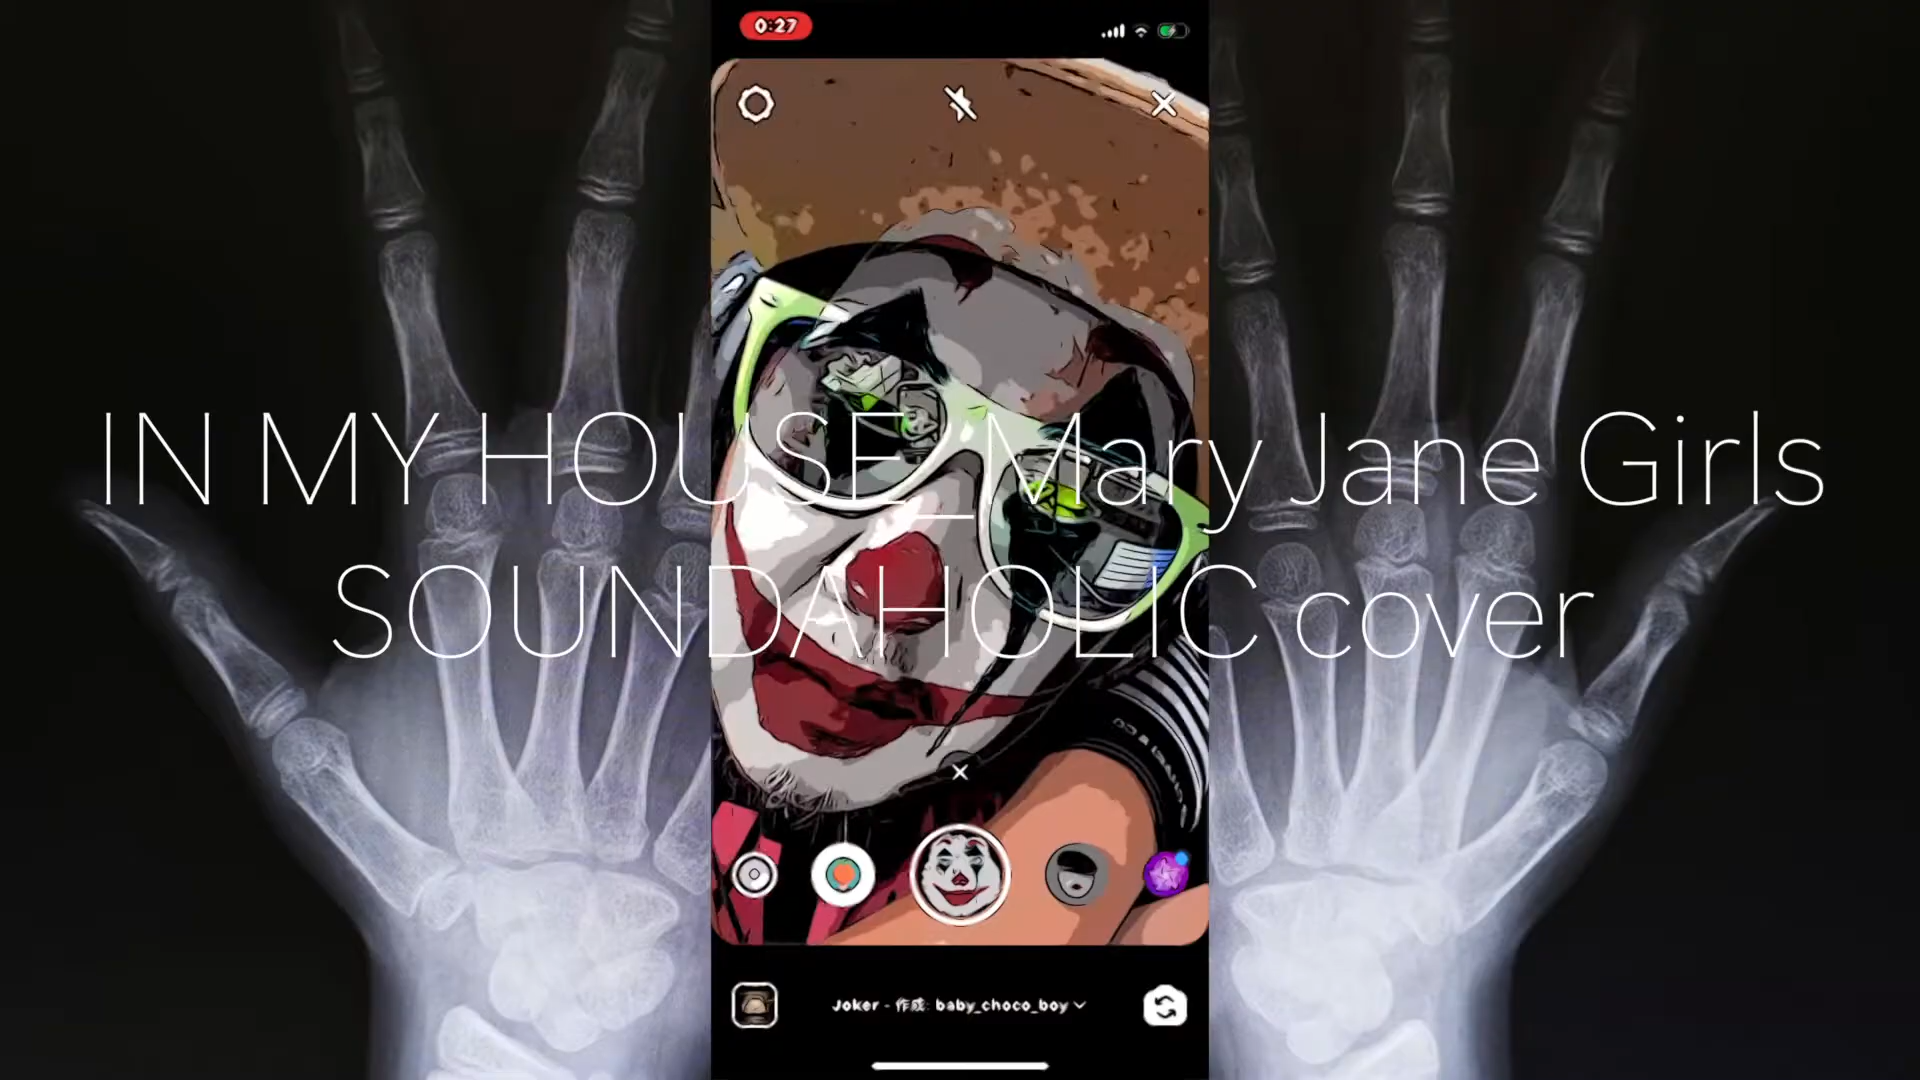 0:27
IN MY HOUSE_Mary Jane Girls
SOUNDAHOLIC cover
Joker - 作成: baby_choco_boy